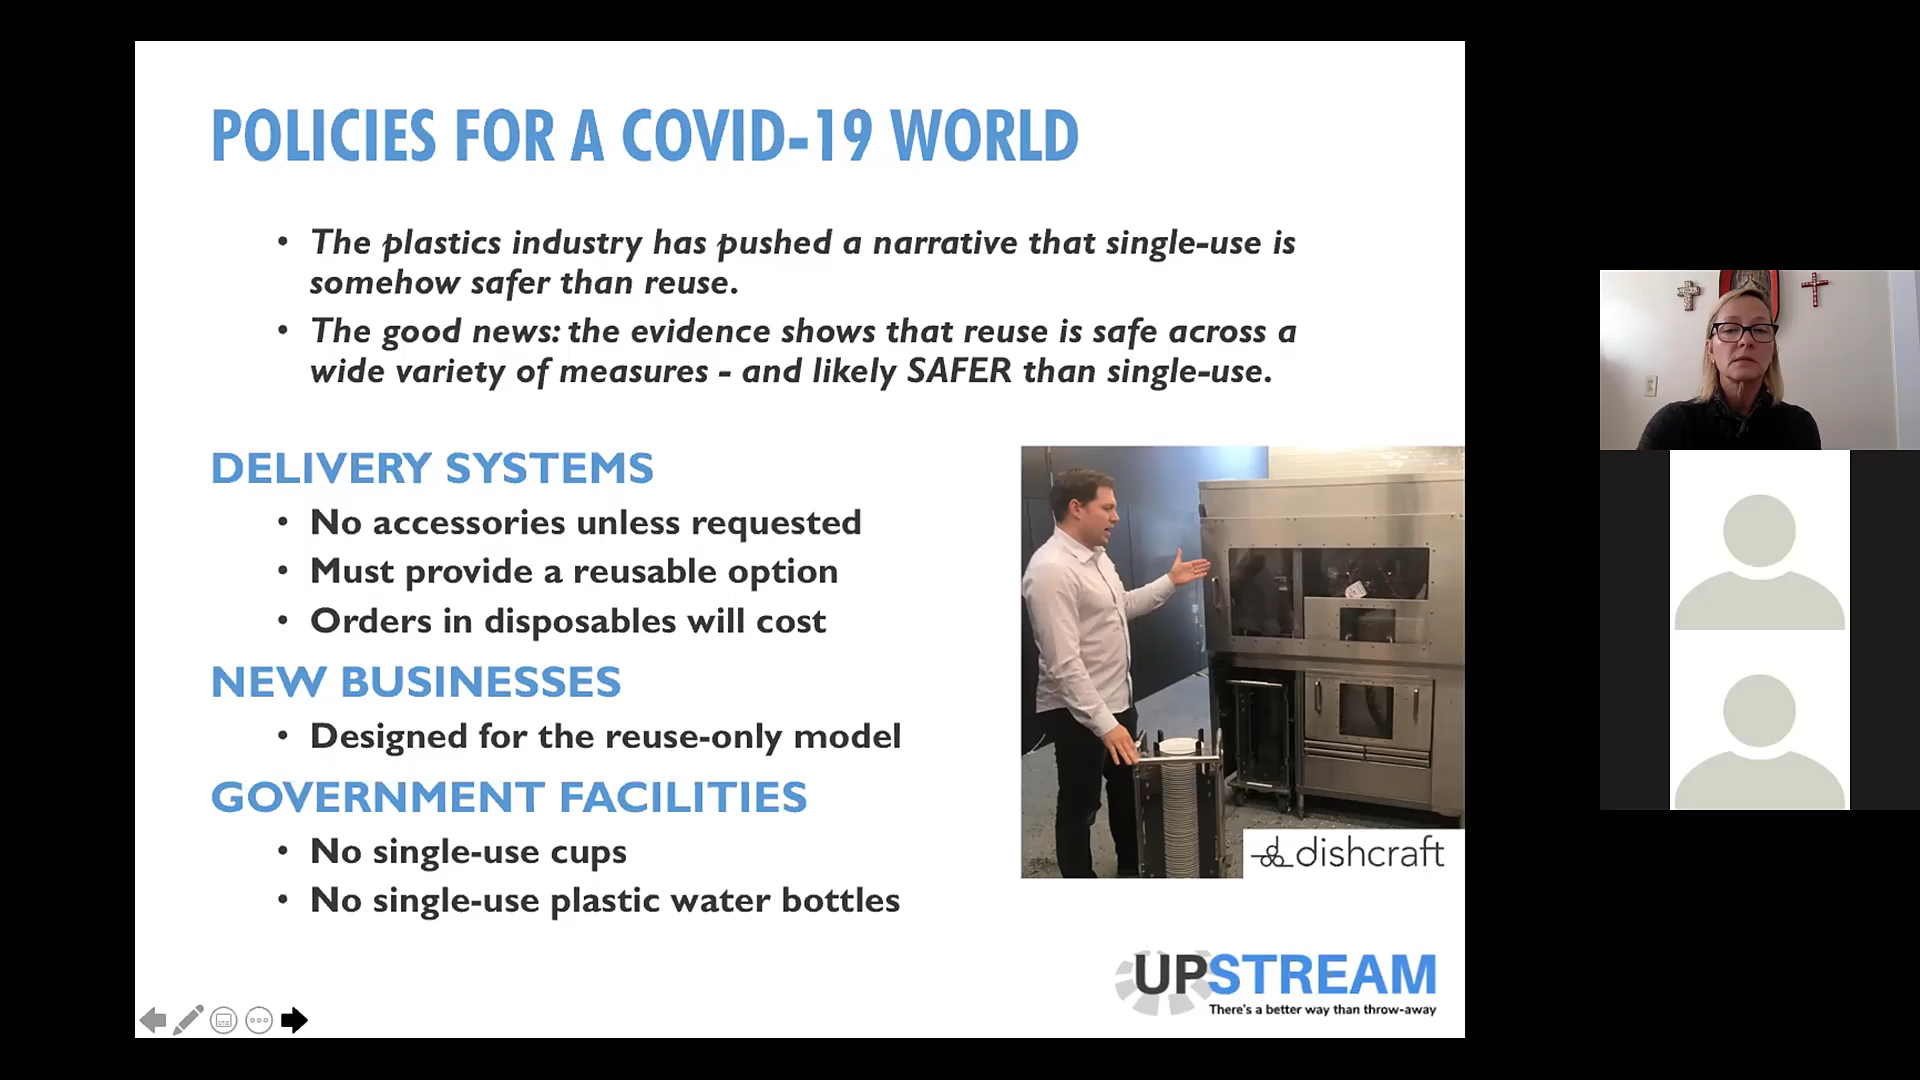 POLICIES FOR A COVID-19 WORLD
• The plastics industry has pushed a narrative that single-use is
somehow safer than reuse.
• The good news: the evidence shows that reuse is safe across a
wide variety of measures - and likely SAFER than single-use.
DELIVERY SYSTEMS
• No accessories unless requested
• Must provide a reusable option
• Orders in disposables will cost
NEW BUSINESSES
• Designed for the reuse-only model
GOVERNMENT FACILITIES
• No single-use cups
• No single-use plastic water bottles
dishcraft
UPSTREAM
There's a better way than throw-away